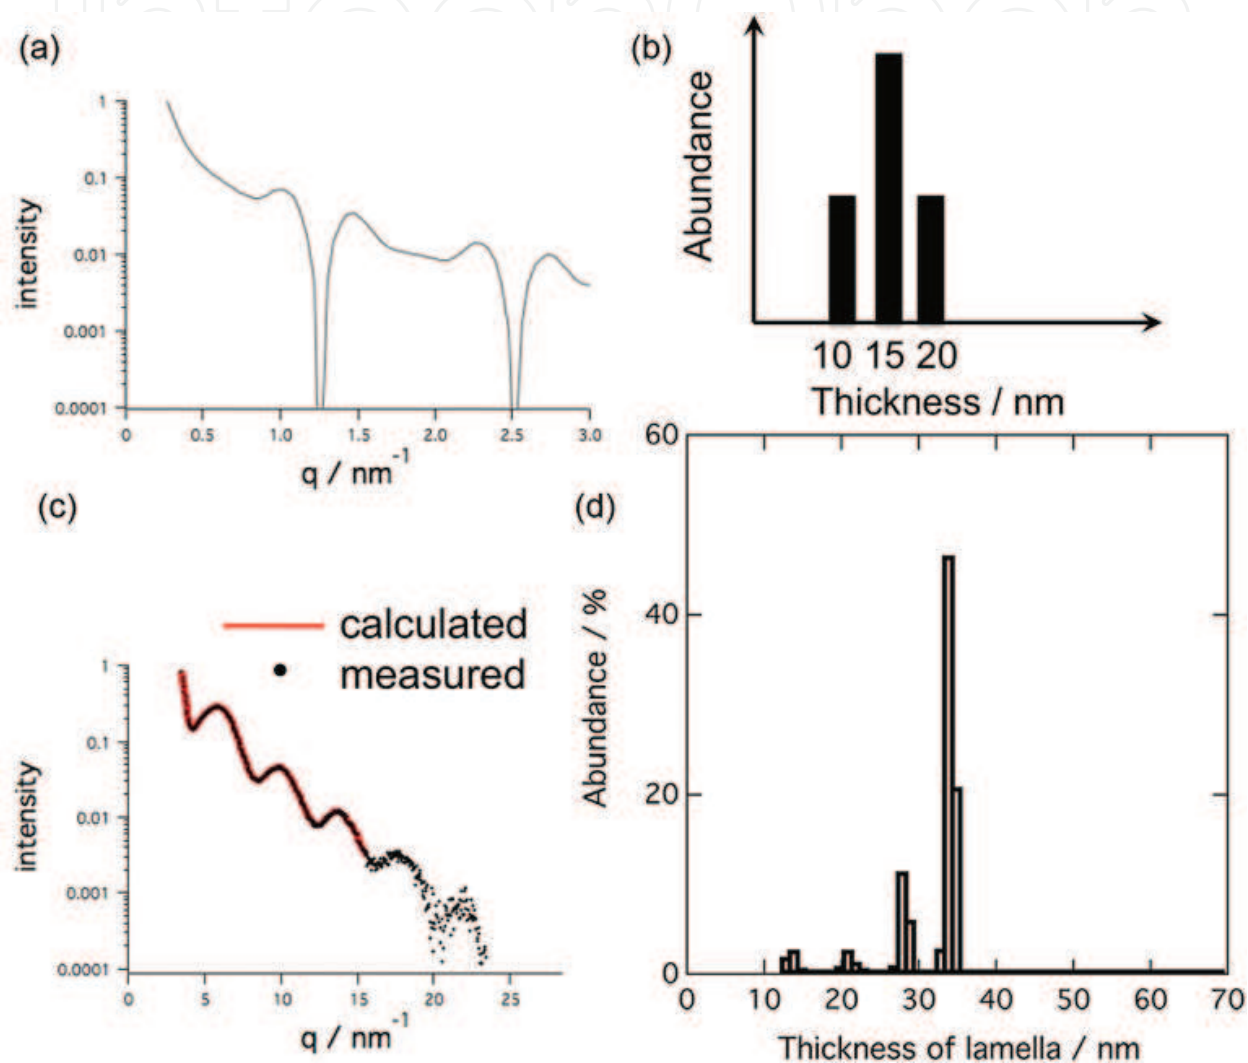 (a)
intensity
1
0.1
0.01
0.001
0.0001
0 0.5 1.0 1.5 2.0 2.5 3.0
q / nm⁻¹
(b)
Abundance
10 15 20
Thickness / nm
(c)
calculated
measured
intensity
1
0.1
0.01
0.001
0.0001
0 5 10 15 20 25
q / nm⁻¹
(d)
Abundance / %
60
40
20
0
0 10 20 30 40 50 60 70
Thickness of lamella / nm